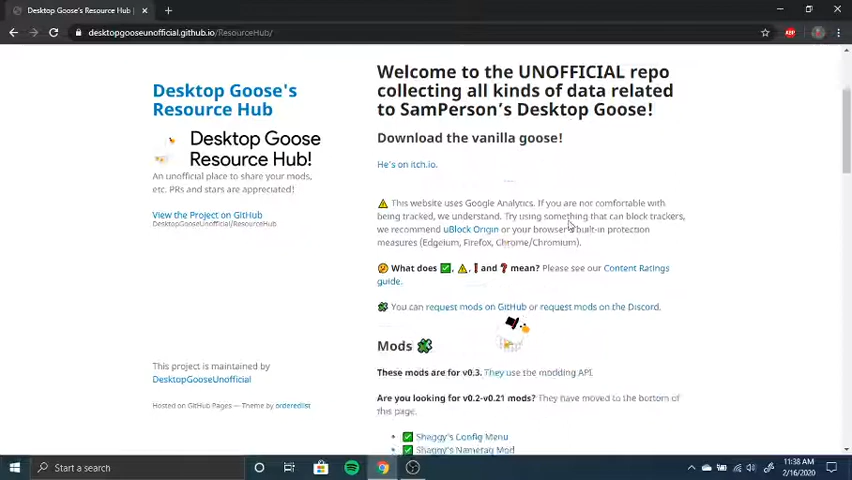 Desktop Goose's Resource Hub |
desktopgooseunofficial.github.io/ResourceHub/
ABP
Desktop Goose's
Resource Hub
Desktop Goose
Resource Hub!
An unofficial place to share your mods,
etc. PRs and stars are appreciated!
View the Project on GitHub
DesktopGooseUnofficial/ResourceHub
This project is maintained by
DesktopGooseUnofficial
Hosted on GitHub Pages — Theme by orderedlist
Welcome to the UNOFFICIAL repo
collecting all kinds of data related
to SamPerson's Desktop Goose!
Download the vanilla goose!
He's on itch.io.
⚠ This website uses Google Analytics. If you are not comfortable with
being tracked, we understand. Try using something that can block trackers,
we recommend uBlock Origin or your browser's built-in protection
measures (Edgeium, Firefox, Chrome/Chromium).
What does ✅, ⚠, ❗ and ❓ mean? Please see our Content Ratings
guide.
You can request mods on GitHub or request mods on the Discord.
Mods
These mods are for v0.3. They use the modding API.
Are you looking for v0.2-v0.21 mods? They have moved to the bottom of
this page.
✅ Shaggy's Config Menu
✅ Shaggy's Nametag Mod
Start a search
11:38 AM
2/16/2020